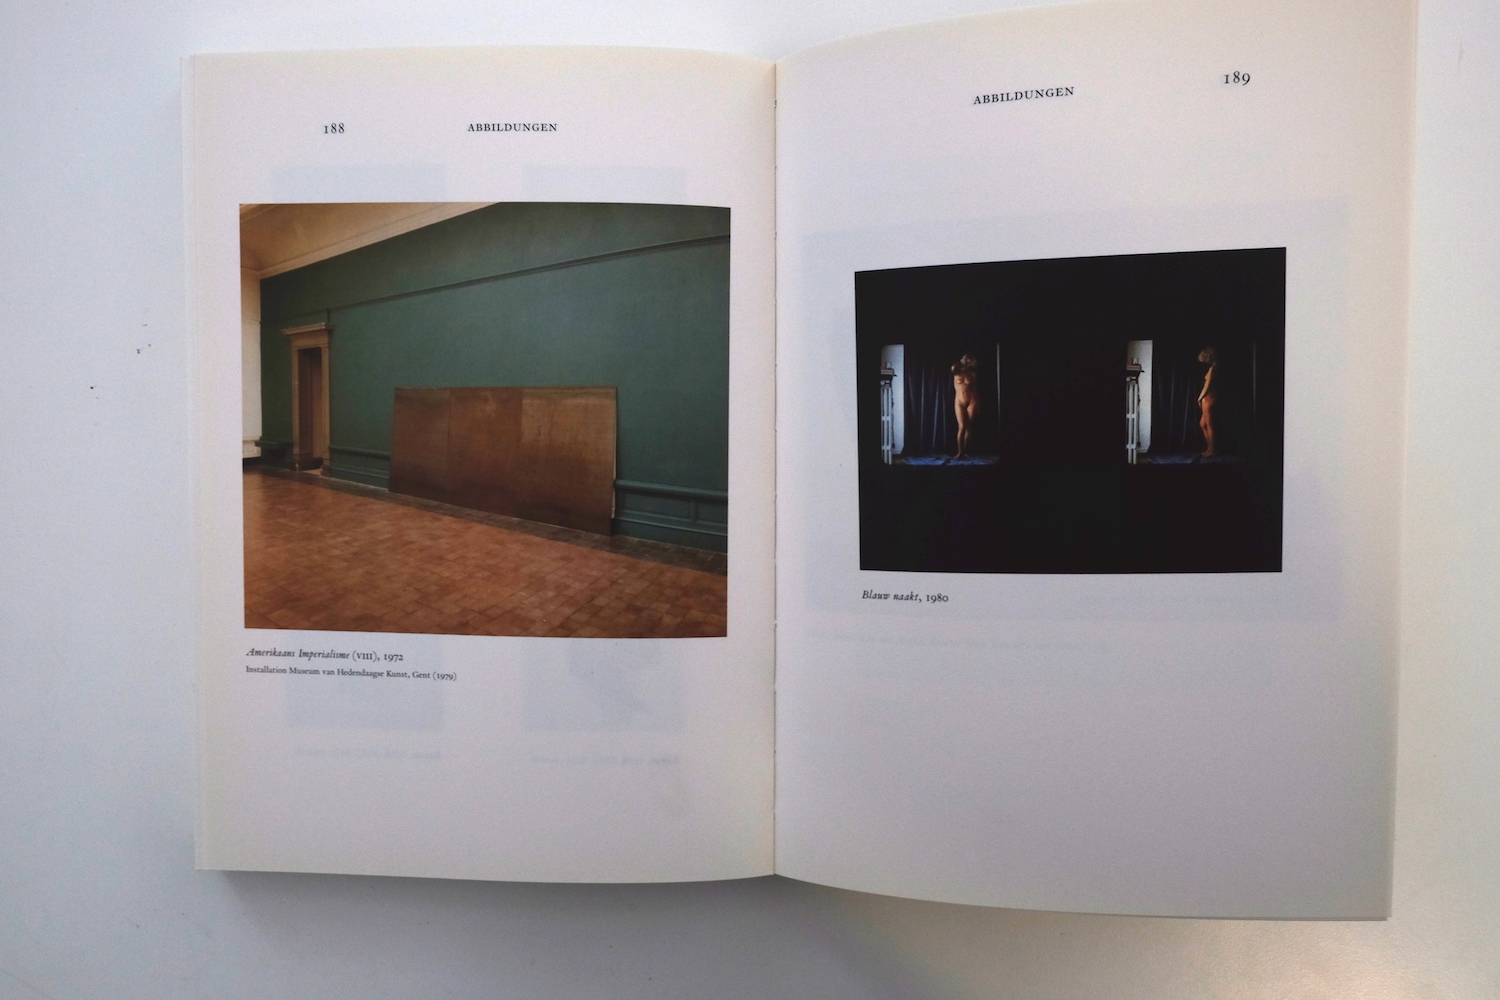 188
ABBILDUNGEN
Amerikaans Imperialisme (VIII), 1972
Installation Museum van Hedendaagse Kunst, Gent (1979)
ABBILDUNGEN
189
Blauw naakt, 1980